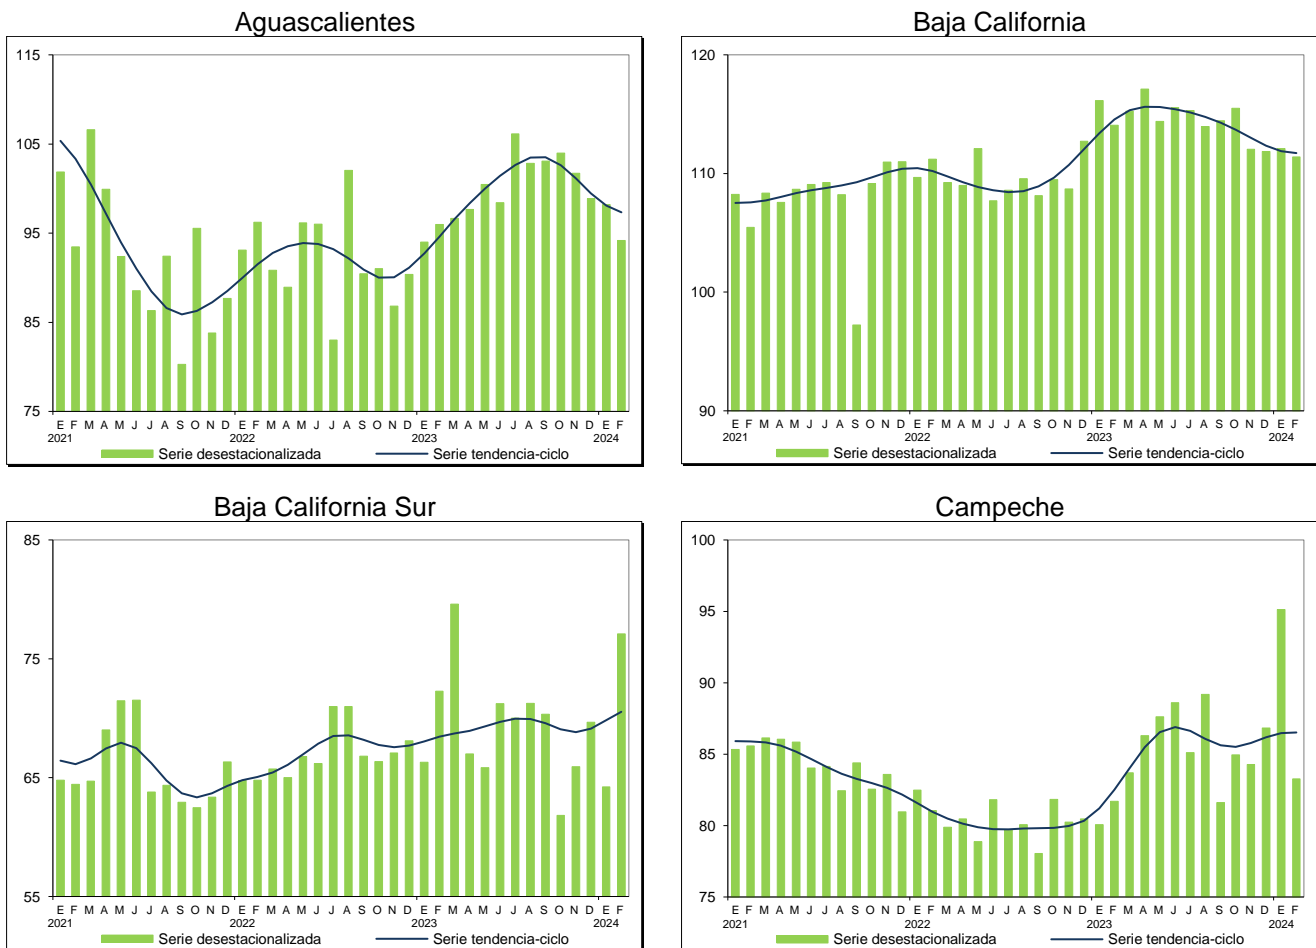 Aguascalientes
115
105
95
85
75
E F M A M J J A S O N D E F M A M J J A S O N D E F M A M J J A S O N D E F
2021 2022 2023 2024
Serie desestacionalizada Serie tendencia-ciclo
Baja California
120
110
100
90
E F M A M J J A S O N D E F M A M J J A S O N D E F M A M J J A S O N D E F
2021 2022 2023 2024
Serie desestacionalizada Serie tendencia-ciclo
Baja California Sur
85
75
65
55
E F M A M J J A S O N D E F M A M J J A S O N D E F M A M J J A S O N D E F
2021 2022 2023 2024
Serie desestacionalizada Serie tendencia-ciclo
Campeche
100
95
90
85
80
75
E F M A M J J A S O N D E F M A M J J A S O N D E F M A M J J A S O N D E F
2021 2022 2023 2024
Serie desestacionalizada Serie tendencia-ciclo